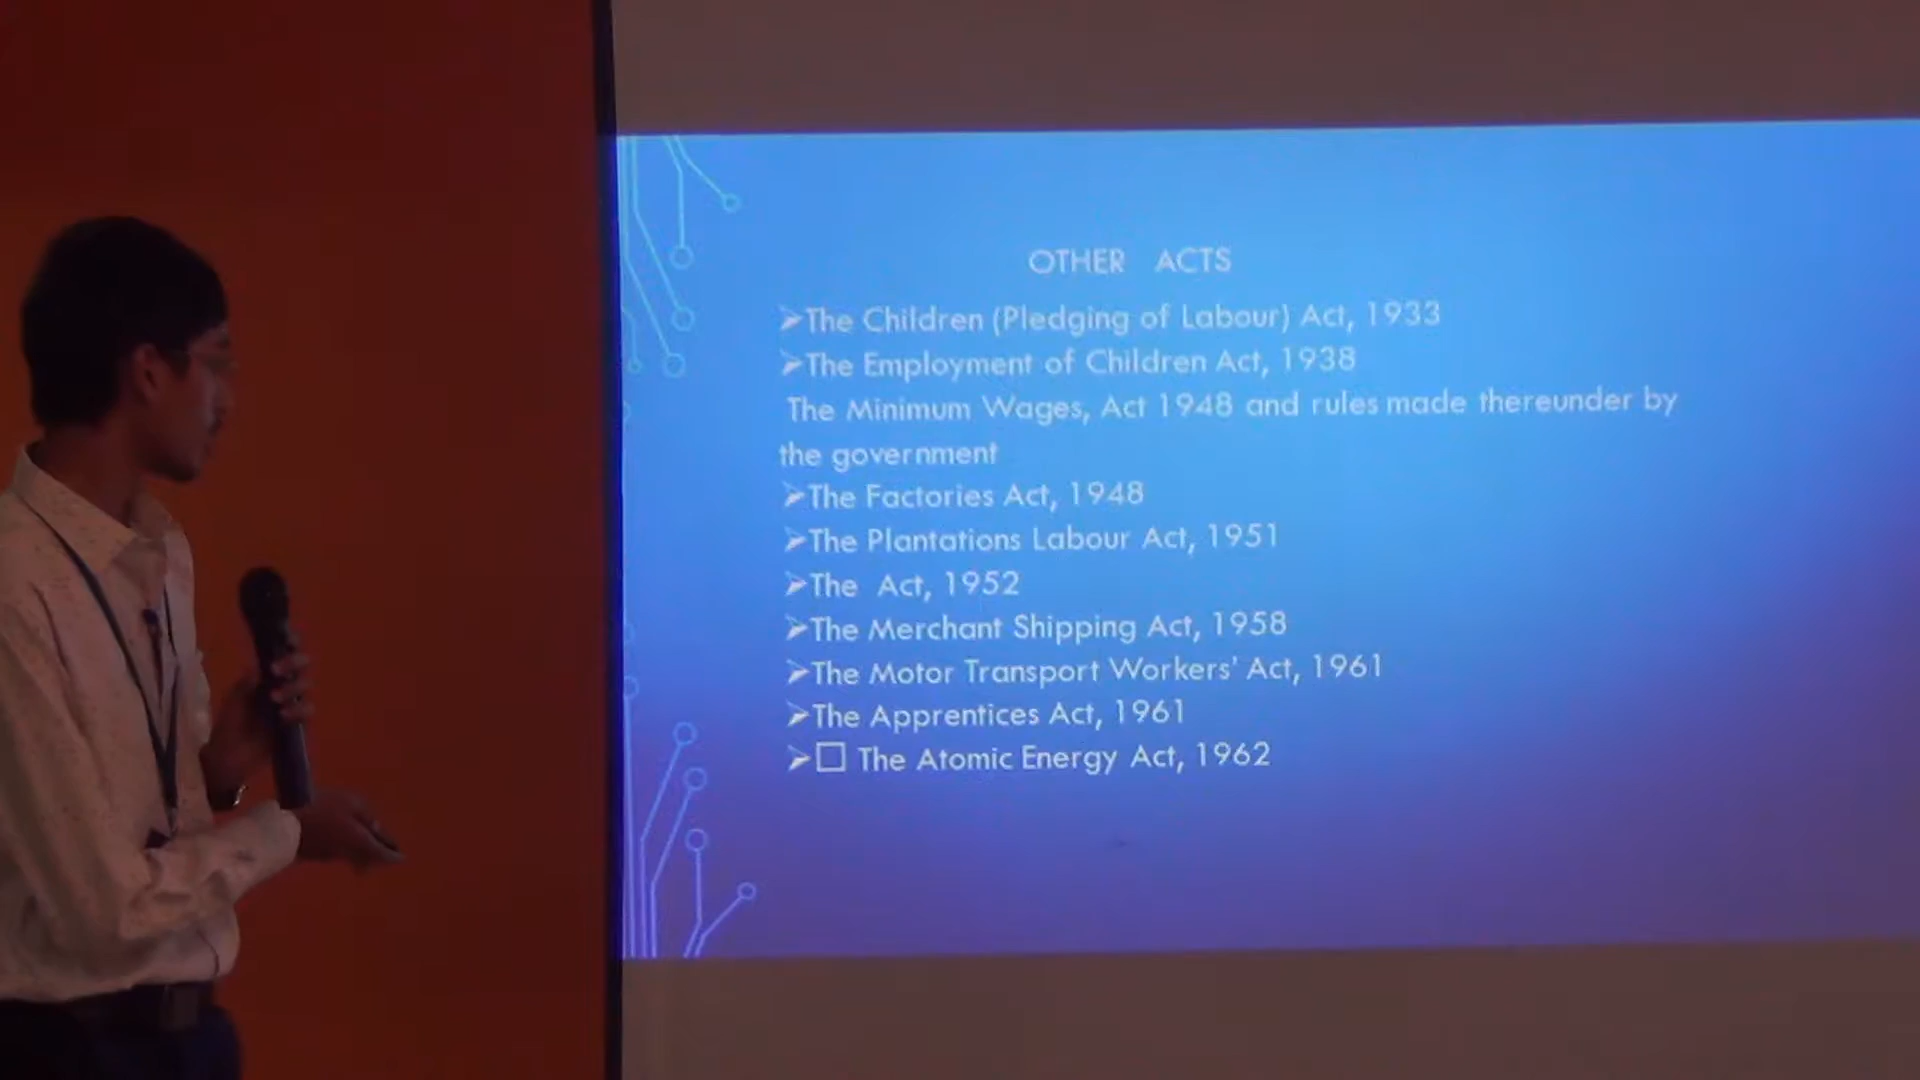 OTHER ACTS
➢The Children (Pledging of Labour) Act, 1933
➢The Employment of Children Act, 1938
The Minimum Wages, Act 1948 and rules made thereunder by
the government
➢The Factories Act, 1948
➢The Plantations Labour Act, 1951
➢The Act, 1952
➢The Merchant Shipping Act, 1958
➢The Motor Transport Workers' Act, 1961
➢The Apprentices Act, 1961
➢☐ The Atomic Energy Act, 1962